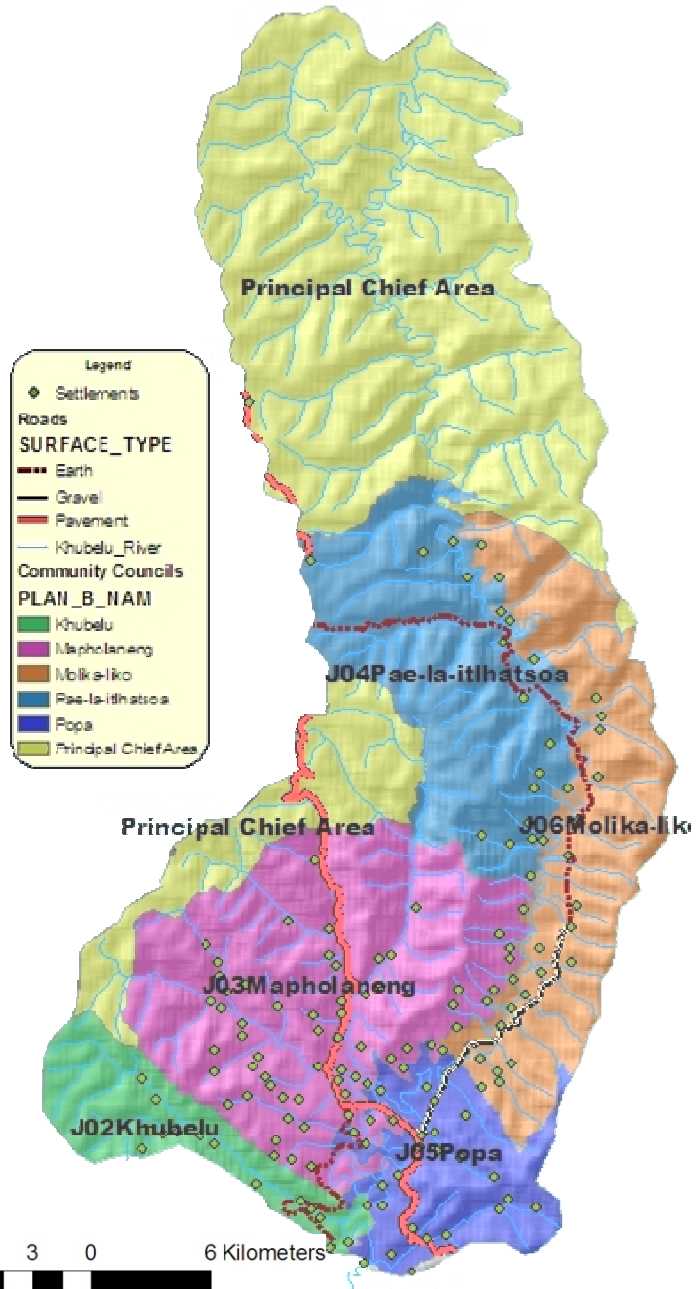 Principal Chief Area
Legend
Settlements
Roads
SURFACE_TYPE
Earth
Gravel
Pavement
Khubelu_River
Community Councils
PLAN_B_NAM
Khubelu
Mapholaneng
Molika-liko
Pae-la-itlhatsoa
Popa
Principal Chief Area
J04Pae-la-itlhatsoa
Principal Chief Area
J06Molika-lik
J03Mapholaneng
J02Khubelu
J05Popa
3 0 6 Kilometers